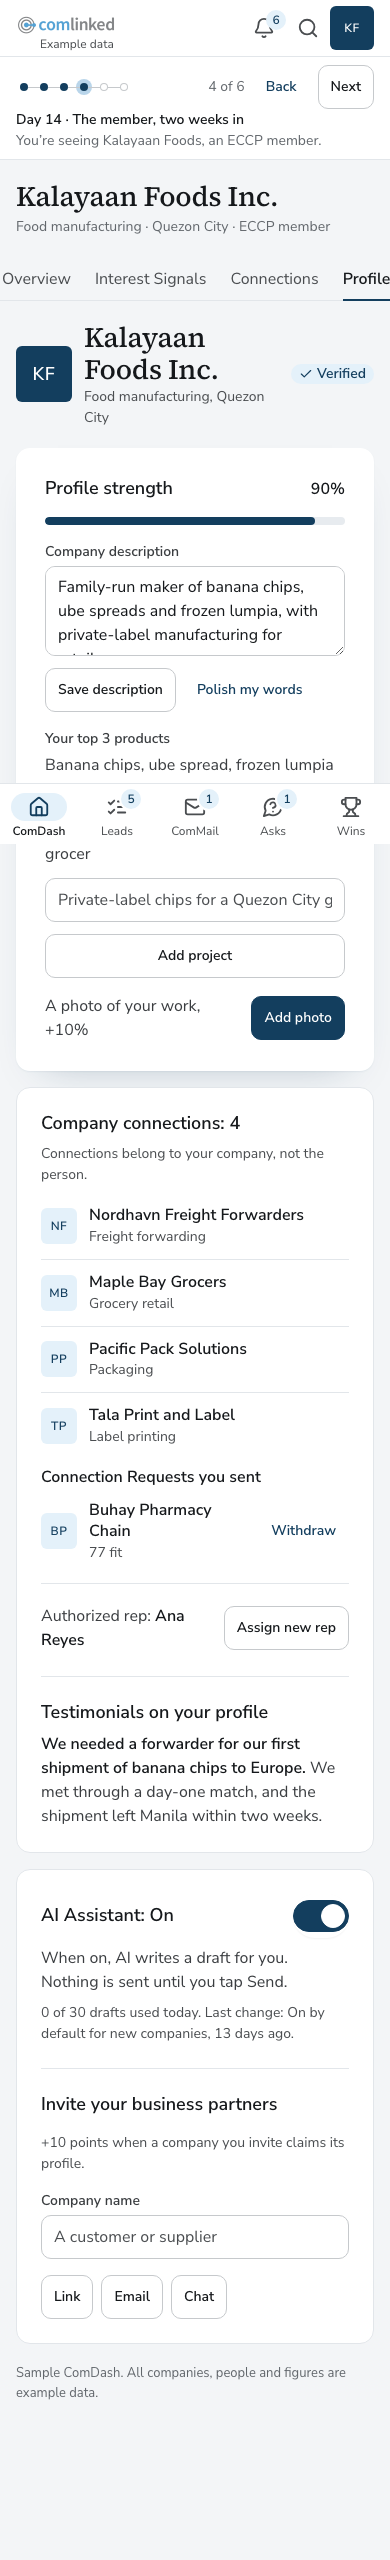 comlinked
Example data
6
KF
4 of 6
Back
Next
Day 14 · The member, two weeks in
You're seeing Kalayaan Foods, an ECCP member.
Kalayaan Foods Inc.
Food manufacturing · Quezon City · ECCP member
Overview
Interest Signals
Connections
Profile
KF
Kalayaan
Foods Inc.
Food manufacturing, Quezon
City
Verified
Profile strength
90%
Company description
Family-run maker of banana chips,
ube spreads and frozen lumpia, with
private-label manufacturing for
Save description
Polish my words
Your top 3 products
Banana chips, ube spread, frozen lumpia
ComDash
5
Leads
1
ComMail
1
Asks
Wins
grocer
Private-label chips for a Quezon City g
Add project
A photo of your work,
+10%
Add photo
Company connections: 4
Connections belong to your company, not the
person.
NF
Nordhavn Freight Forwarders
Freight forwarding
MB
Maple Bay Grocers
Grocery retail
PP
Pacific Pack Solutions
Packaging
TP
Tala Print and Label
Label printing
Connection Requests you sent
BP
Buhay Pharmacy
Chain
77 fit
Withdraw
Authorized rep: Ana
Reyes
Assign new rep
Testimonials on your profile
We needed a forwarder for our first
shipment of banana chips to Europe. We
met through a day-one match, and the
shipment left Manila within two weeks.
AI Assistant: On
When on, AI writes a draft for you.
Nothing is sent until you tap Send.
0 of 30 drafts used today. Last change: On by
default for new companies, 13 days ago.
Invite your business partners
+10 points when a company you invite claims its
profile.
Company name
A customer or supplier
Link
Email
Chat
Sample ComDash. All companies, people and figures are
example data.